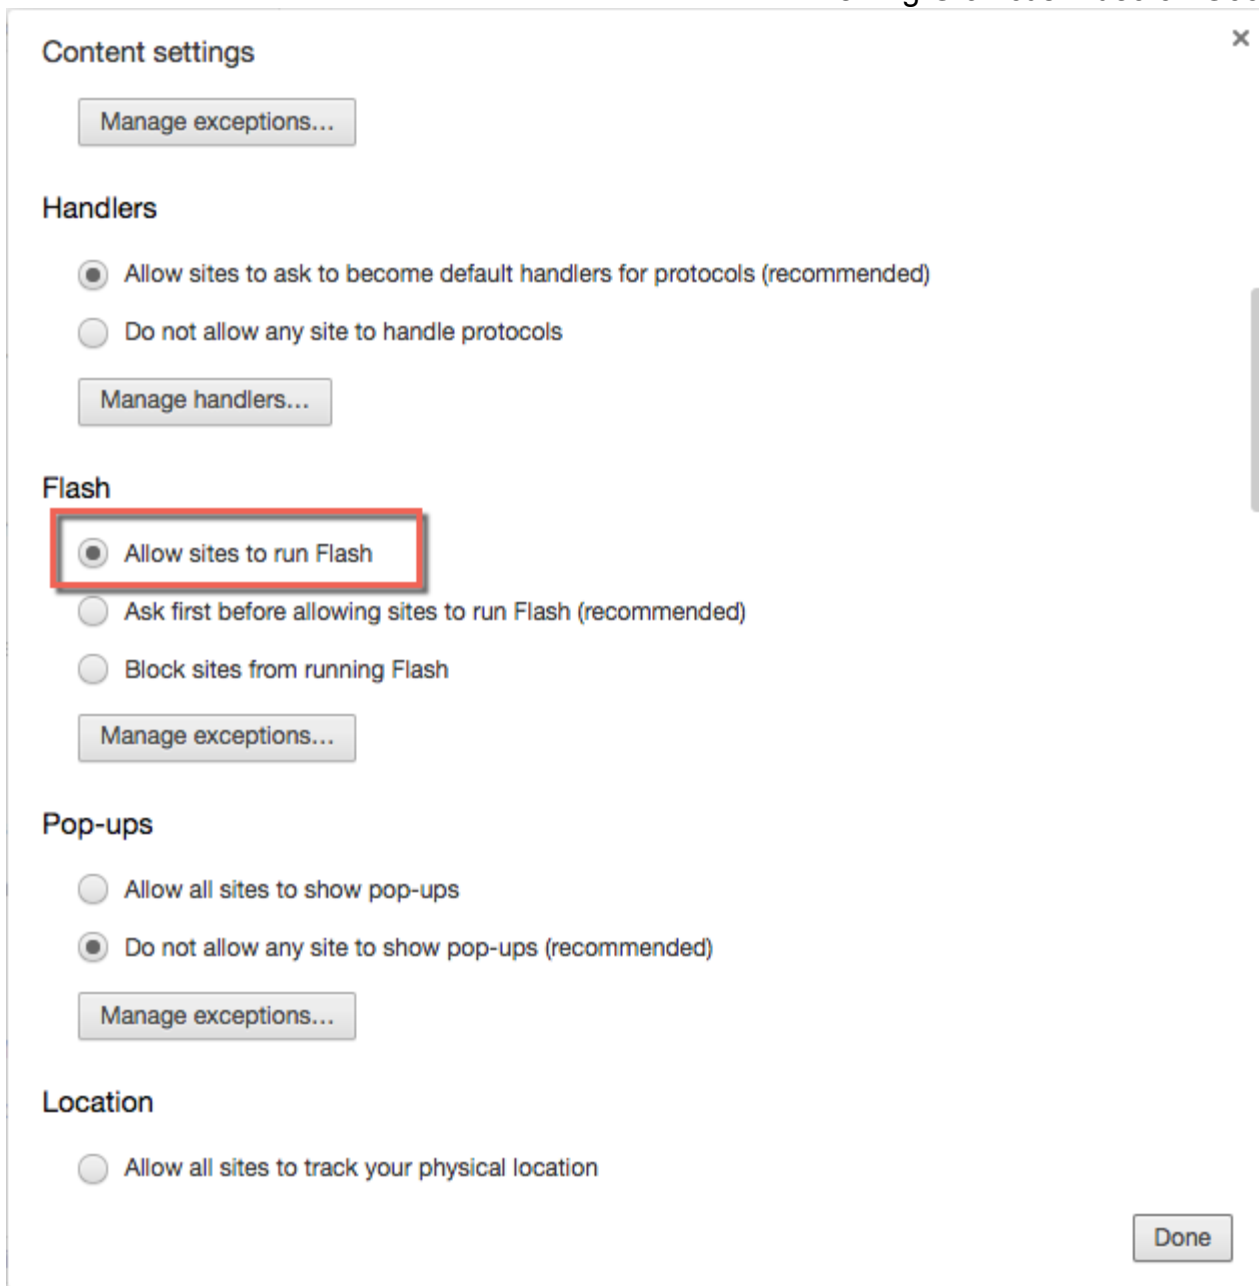 Content settings
×
Manage exceptions...
Handlers
Allow sites to ask to become default handlers for protocols (recommended)
Do not allow any site to handle protocols
Manage handlers...
Flash
Allow sites to run Flash
Ask first before allowing sites to run Flash (recommended)
Block sites from running Flash
Manage exceptions...
Pop-ups
Allow all sites to show pop-ups
Do not allow any site to show pop-ups (recommended)
Manage exceptions...
Location
Allow all sites to track your physical location
Done